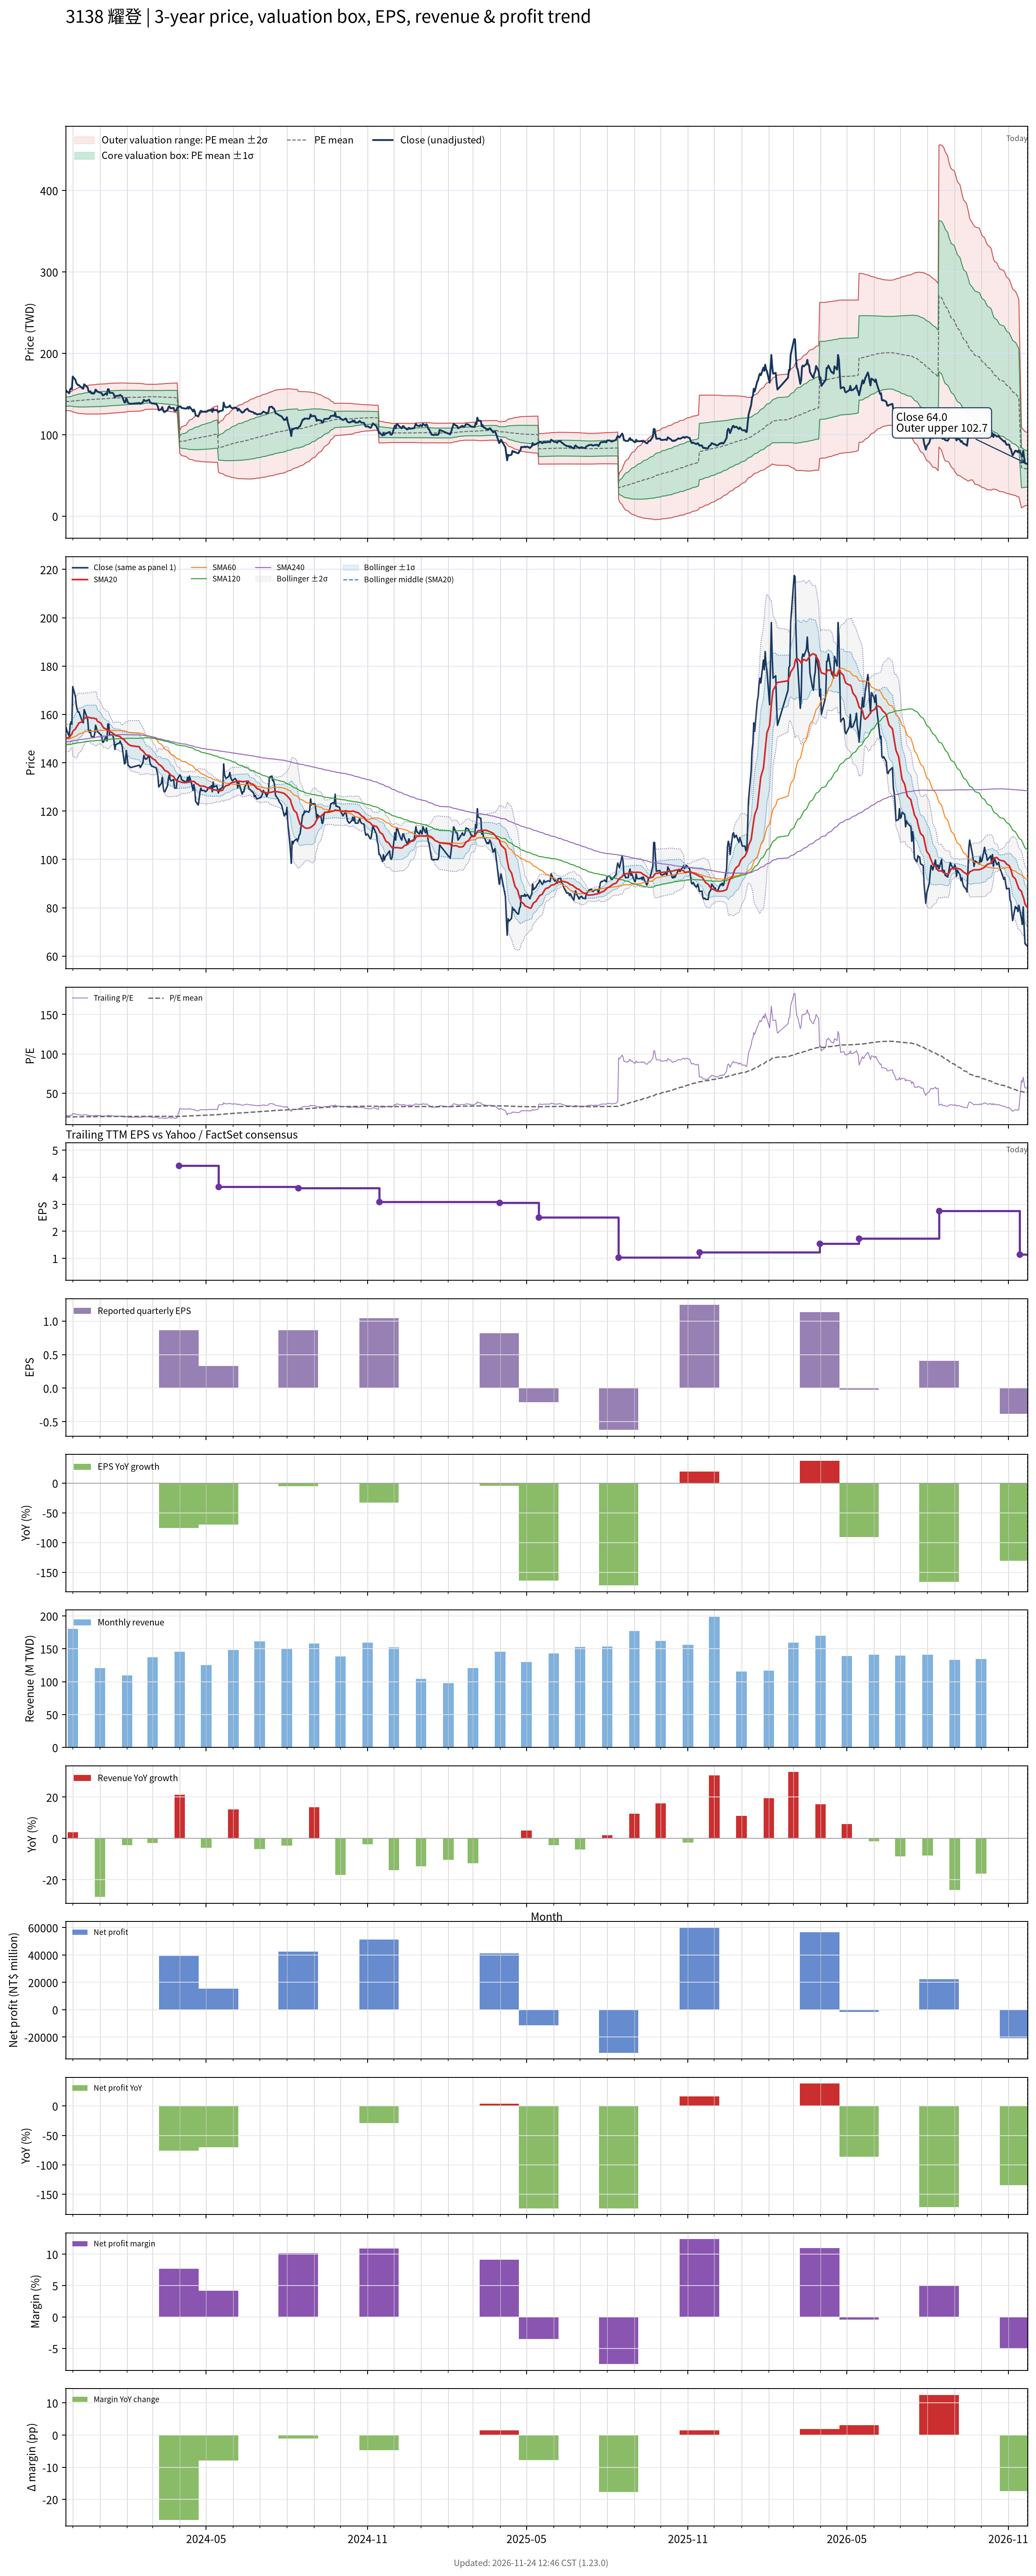 3138 耀登 | 3-year price, valuation box, EPS, revenue & profit trend
Outer valuation range: PE mean ±2σ
Core valuation box: PE mean ±1σ
PE mean
Close (unadjusted)
Today
400
300
200
100
0
Price (TWD)
Close 64.0
Outer upper 102.7
Close (same as panel 1)
SMA20
SMA60
SMA120
SMA240
Bollinger ±2σ
Bollinger ±1σ
Bollinger middle (SMA20)
220
200
180
160
140
120
100
80
60
Price
Trailing P/E
P/E mean
150
100
50
P/E
Trailing TTM EPS vs Yahoo / FactSet consensus
Today
5
4
3
2
1
EPS
Reported quarterly EPS
1.0
0.5
0.0
-0.5
EPS
EPS YoY growth
0
-50
-100
-150
YoY (%)
Monthly revenue
200
150
100
50
0
Revenue (M TWD)
Revenue YoY growth
20
0
-20
YoY (%)
Month
Net profit
60000
40000
20000
0
-20000
Net profit (NT$ million)
Net profit YoY
0
-50
-100
-150
YoY (%)
Net profit margin
10
5
0
-5
Margin (%)
Margin YoY change
10
0
-10
-20
Δ margin (pp)
2024-05
2024-11
2025-05
2025-11
2026-05
2026-11
Updated: 2026-11-24 12:46 CST (1.23.0)